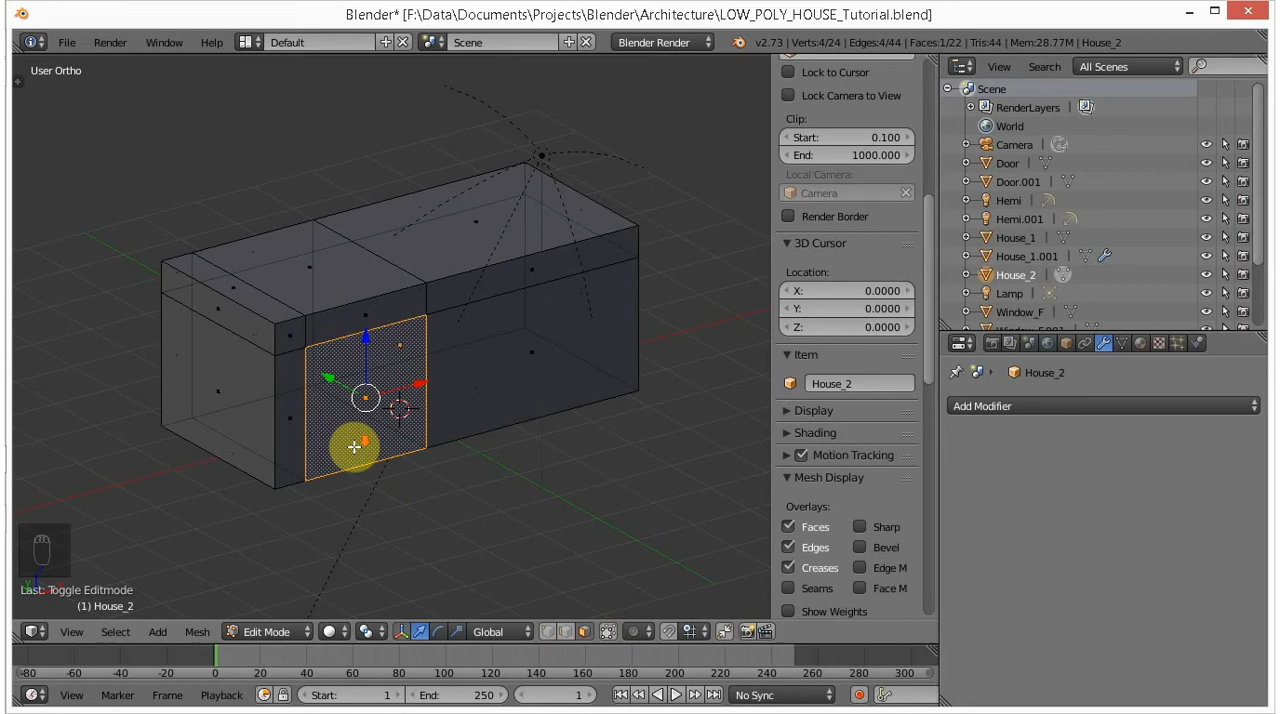 Blender* [F:\Data\Documents\Projects\Blender\Architecture\LOW_POLY_HOUSE_Tutorial.blend]
File Render Window Help Default Scene Blender Render v2.73 | Verts:4/24 | Edges:4/44 | Faces:1/22 | Tris:44 | Mem:28.77M | House_2
View Search All Scenes
User Ortho
Lock to Cursor
Lock Camera to View
Clip:
Start: 0.100
End: 1000.000
Local Camera:
Camera
Render Border
3D Cursor
Location:
X: 0.0000
Y: 0.0000
Z: 0.0000
Item
House_2
Display
Shading
Motion Tracking
Mesh Display
Overlays:
Faces Sharp
Edges Bevel
Creases Edge M
Seams Face M
Show Weights
Scene
RenderLayers
World
Camera
Door
Door.001
Hemi
Hemi.001
House_1
House_1.001
House_2
Lamp
Window_F
House_2
Add Modifier
Last: Toggle Editmode
(1) House_2
View Select Add Mesh Edit Mode Global
-80 -60 -40 -20 0 20 40 60 80 100 120 140 160 180 200 220 240 260 280 300
View Marker Frame Playback Start: 1 End: 250 1 No Sync